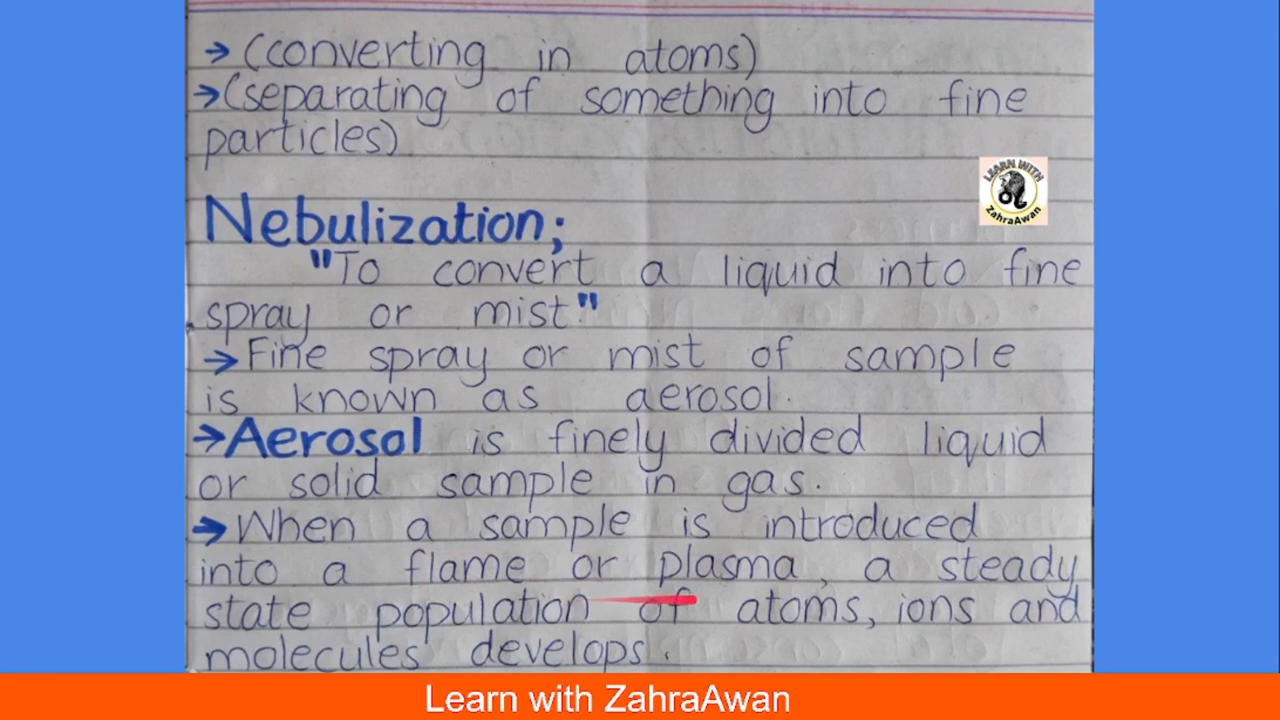 → (converting in atoms)
→ (separating of something into fine
particles)
LEARN WITH
ZahraAwan
Nebulization;
"To convert a liquid into fine
spray or mist"
→ Fine spray or mist of sample
is known as aerosol.
→ Aerosol is finely divided liquid
or solid sample in gas.
→ When a sample is introduced
into a flame or plasma, a steady
state population of atoms, ions and
molecules develops.
Learn with ZahraAwan